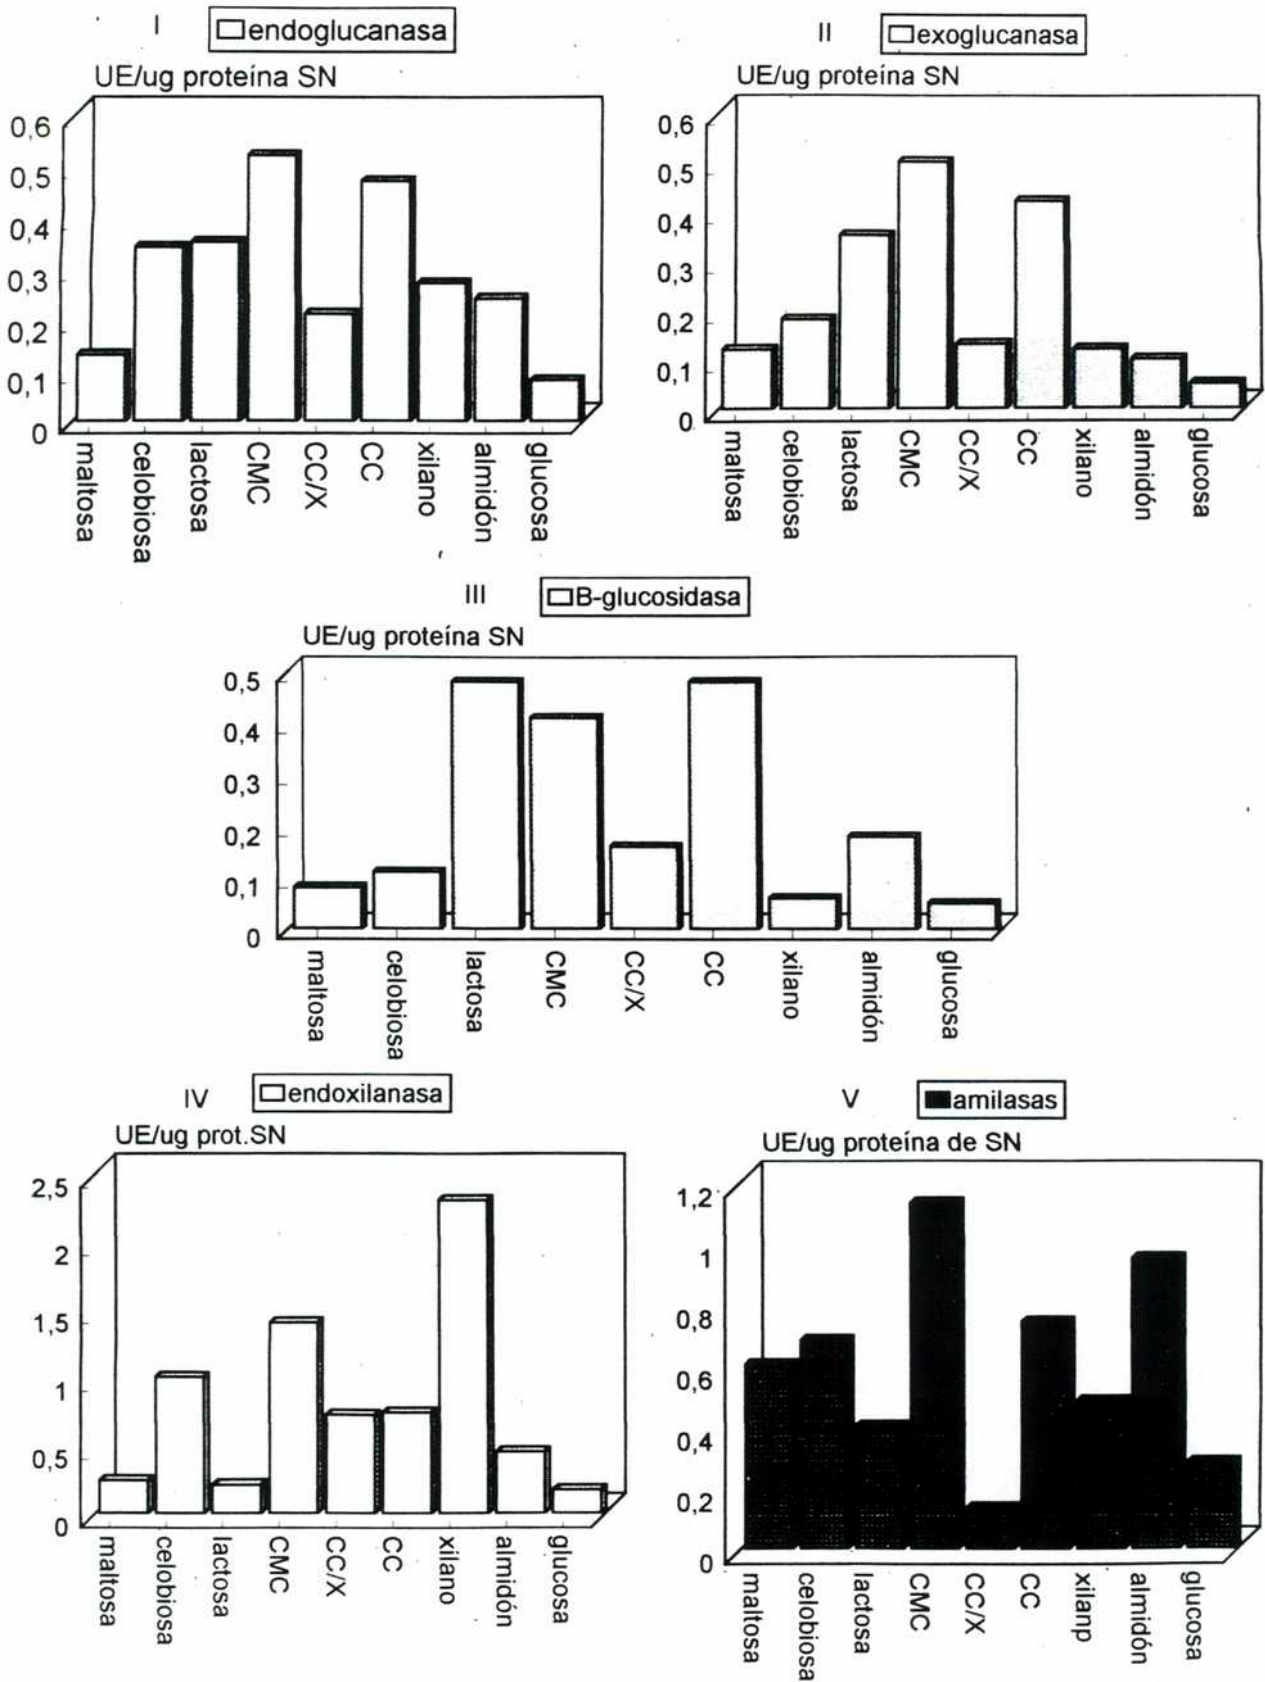 I
endoglucanasa
UE/ug proteína SN
0,6
0,5
0,4
0,3
0,2
0,1
0
maltosa
celobiosa
lactosa
CMC
CC/X
CC
xilano
almidón
glucosa
II
exoglucanasa
UE/ug proteína SN
0,6
0,5
0,4
0,3
0,2
0,1
0
maltosa
celobiosa
lactosa
CMC
CC/X
CC
xilano
almidón
glucosa
III
B-glucosidasa
UE/ug proteína SN
0,5
0,4
0,3
0,2
0,1
0
maltosa
celobiosa
lactosa
CMC
CC/X
CC
xilano
almidón
glucosa
IV
endoxilanasa
UE/ug prot.SN
2,5
2
1,5
1
0,5
0
maltosa
celobiosa
lactosa
CMC
CC/X
CC
xilano
almidón
glucosa
V
amilasas
UE/ug proteína de SN
1,2
1
0,8
0,6
0,4
0,2
0
maltosa
celobiosa
lactosa
CMC
CC/X
CC
xilanp
almidón
glucosa